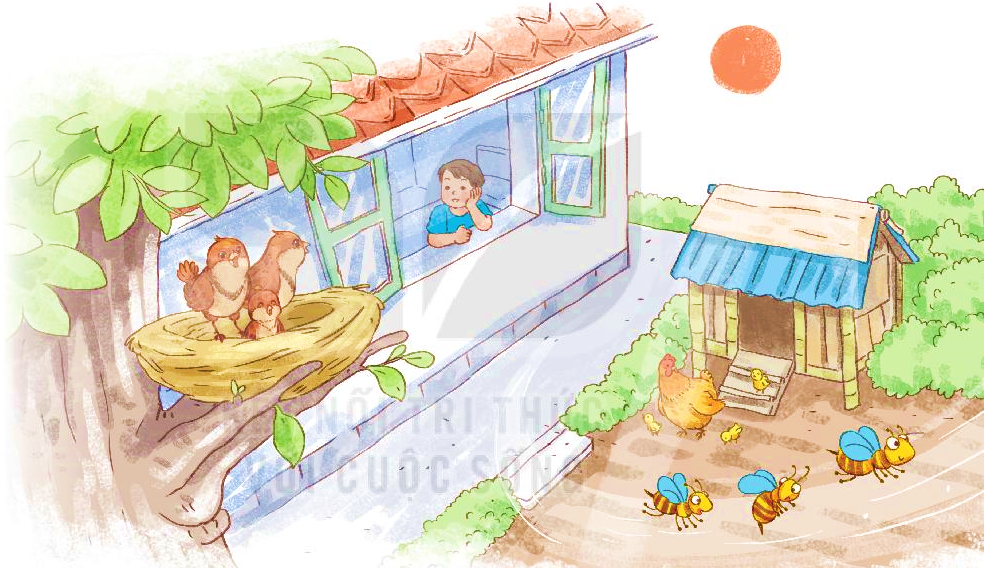 NỐI TRI THỨC
CUỘC SỐNG